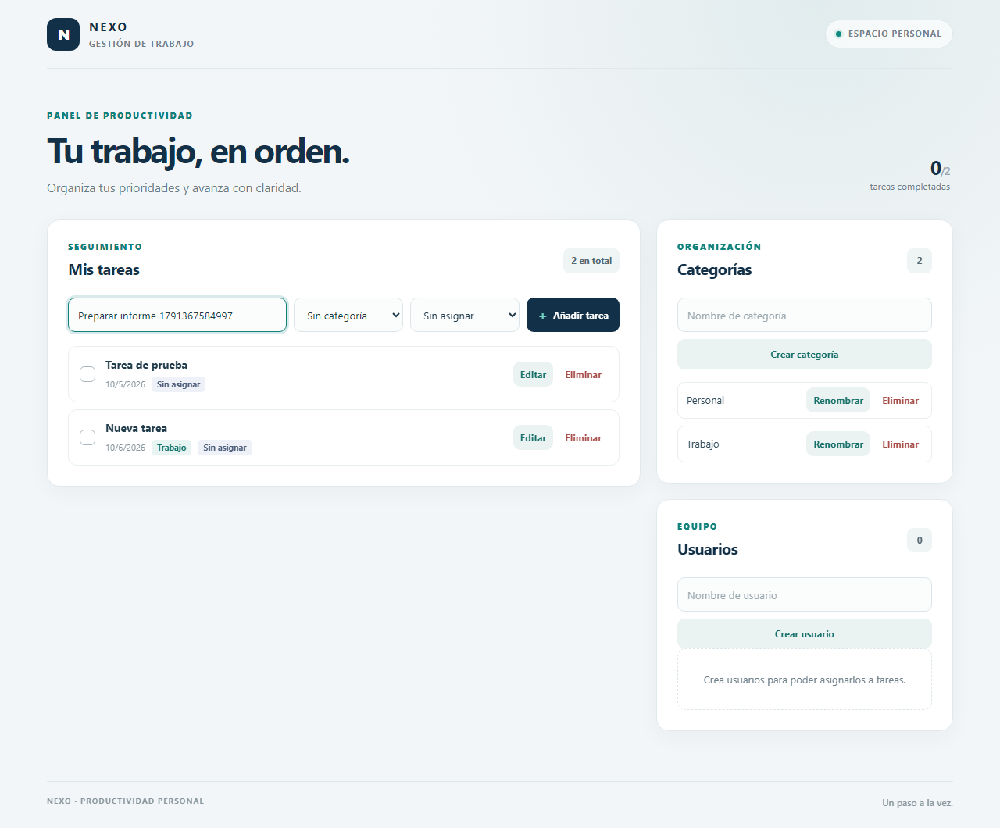 N
NEXO
GESTIÓN DE TRABAJO
ESPACIO PERSONAL
PANEL DE PRODUCTIVIDAD
Tu trabajo, en orden.
Organiza tus prioridades y avanza con claridad.
0/2
tareas completadas
SEGUIMIENTO
Mis tareas
2 en total
Preparar informe 1791367584997
Sin categoría
Sin asignar
+ Añadir tarea
Tarea de prueba
10/5/2026 Sin asignar
Editar Eliminar
Nueva tarea
10/6/2026 Trabajo Sin asignar
Editar Eliminar
ORGANIZACIÓN
Categorías
2
Nombre de categoría
Crear categoría
Personal Renombrar Eliminar
Trabajo Renombrar Eliminar
EQUIPO
Usuarios
0
Nombre de usuario
Crear usuario
Crea usuarios para poder asignarlos a tareas.
NEXO · PRODUCTIVIDAD PERSONAL
Un paso a la vez.